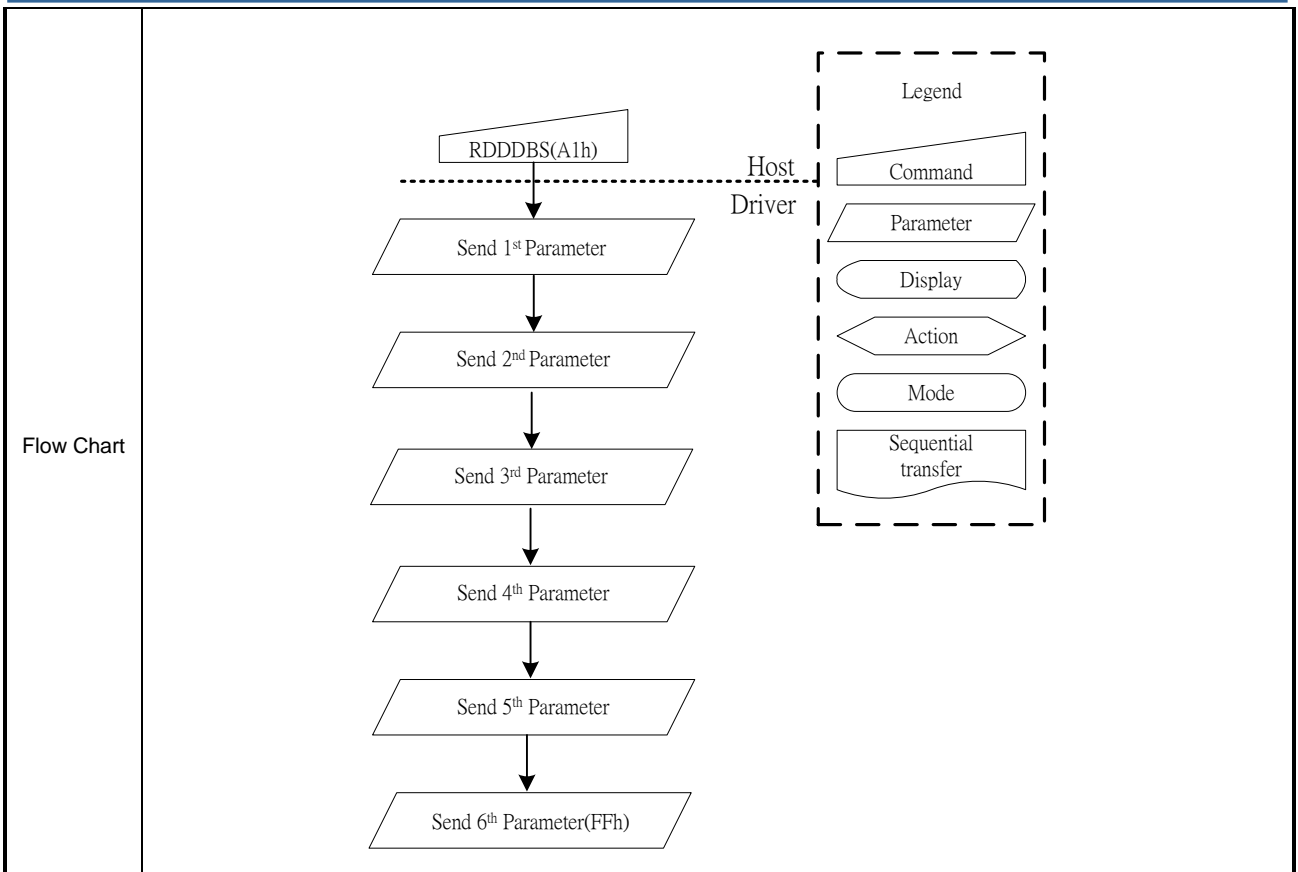 Flow Chart
RDDDBS(A1h)
Host
Driver
Send 1st Parameter
Send 2nd Parameter
Send 3rd Parameter
Send 4th Parameter
Send 5th Parameter
Send 6th Parameter(FFh)
Legend
Command
Parameter
Display
Action
Mode
Sequential
transfer